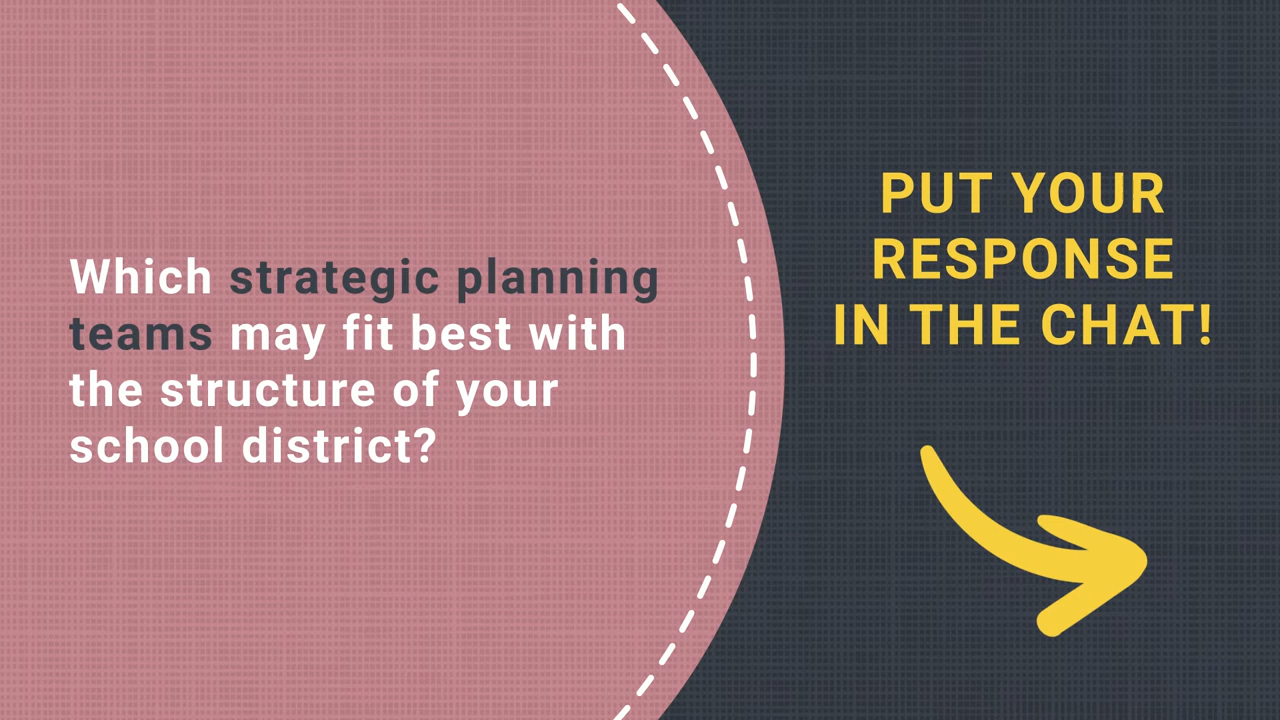 Which strategic planning
teams may fit best with
the structure of your
school district?
PUT YOUR
RESPONSE
IN THE CHAT!